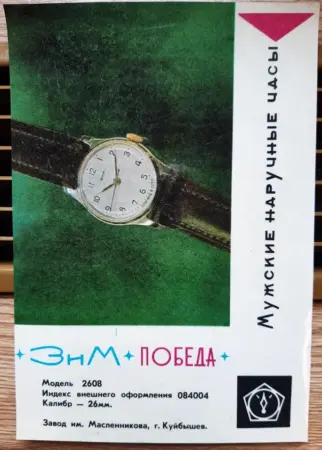 Мужские наручные часы
ЗиМ ПОБЕДА
Модель 2608
Индекс внешнего оформления 084004
Калибр — 26мм.
Завод им. Масленникова, г. Куйбышев.